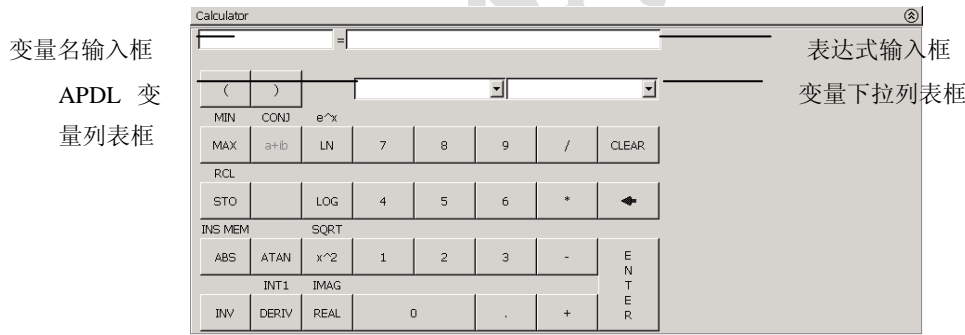 Calculator
变量名输入框
=
表达式输入框
APDL 变
量列表框
变量下拉列表框
( )
MIN CONJ e^x
MAX a+ib LN 7 8 9 / CLEAR
RCL
STO LOG 4 5 6 *
INS MEM SQRT
ABS ATAN x^2 1 2 3 - ENTER
INT1 IMAG
INV DERIV REAL 0 . +